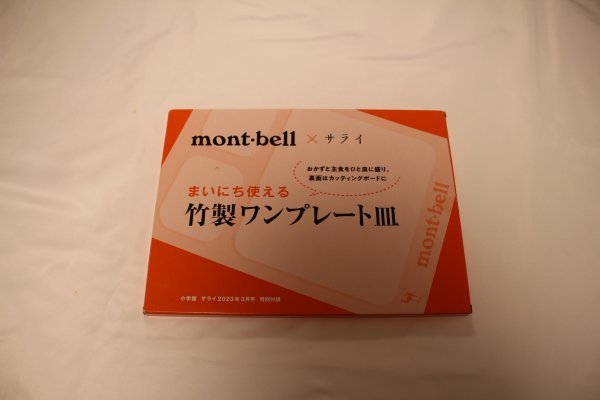 mont·bell × サライ
おかずと主食をひと皿に盛り、
裏面はカッティングボードに
まいにち使える
竹製ワンプレート皿
mont·bell
小学館 サライ2023年3月号 特別付録